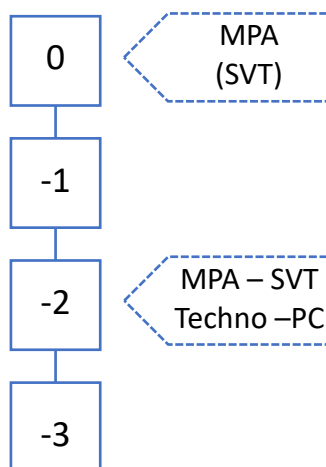 0
MPA
(SVT)
-1
-2
MPA – SVT
Techno –PC
-3